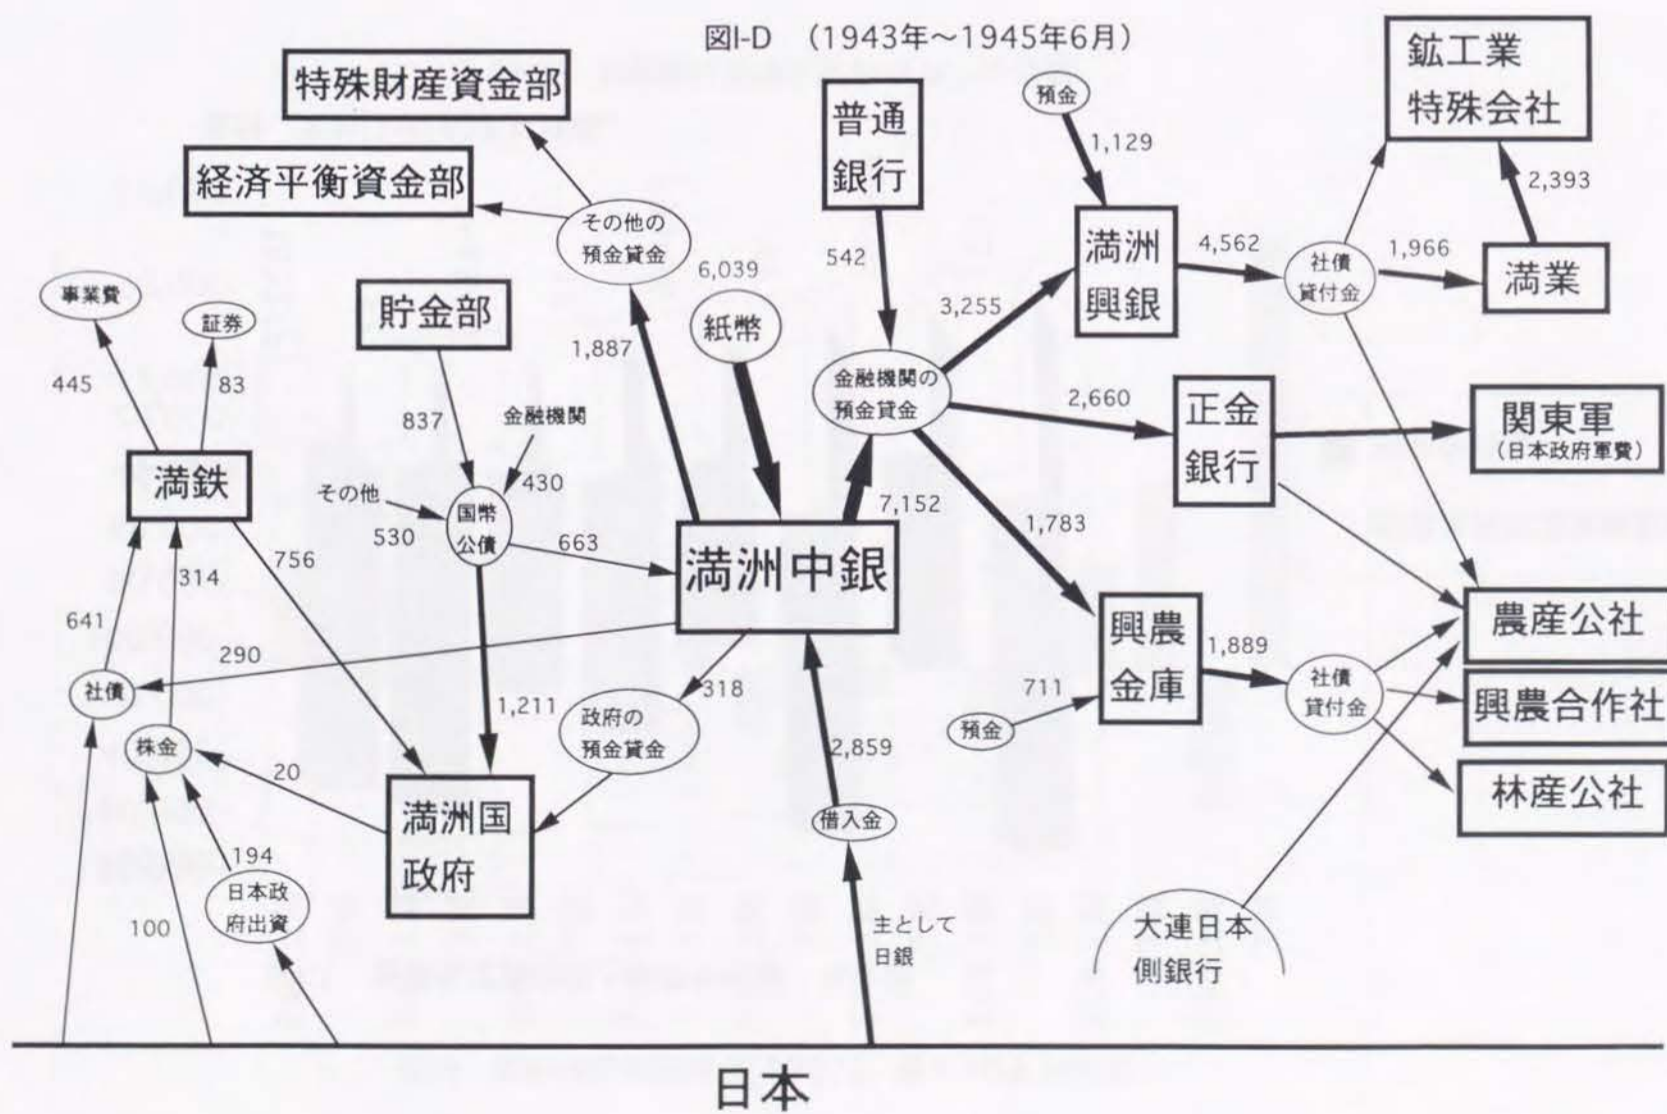 図I-D （1943年～1945年6月）
特殊財産資金部
経済平衡資金部
その他の
預金貸金
1,887
6,039
紙幣
普通
銀行
542
預金
1,129
鉱工業
特殊会社
2,393
満洲
興銀
4,562
社債
貸付金
1,966
満業
事業費
証券
445
83
貯金部
837
金融機関
430
その他
530
国幣
公債
663
3,255
金融機関の
預金貸金
2,660
正金
銀行
関東軍
（日本政府軍費）
満鉄
7,152
1,783
満洲中銀
314
756
641
290
社債
1,211
318
政府の
預金貸金
株金
20
満洲国
政府
2,859
借入金
興農
金庫
1,889
711
預金
社債
貸付金
農産公社
興農合作社
林産公社
194
日本政
府出資
100
主として
日銀
大連日本
側銀行
日本